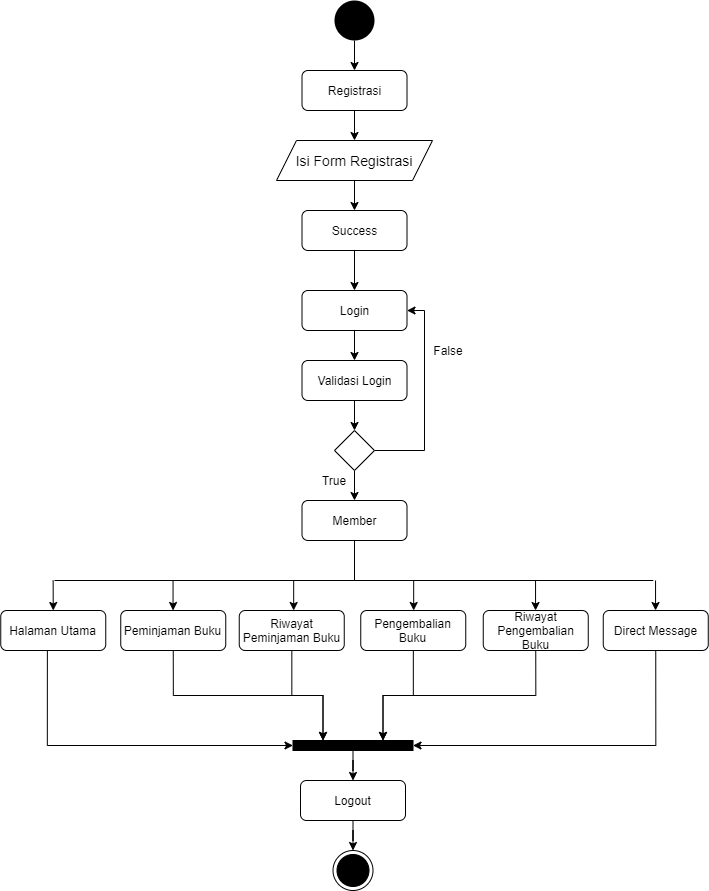 Registrasi
Isi Form Registrasi
Success
Login
False
Validasi Login
True
Member
Halaman Utama
Peminjaman Buku
Riwayat
Peminjaman Buku
Pengembalian
Buku
Riwayat
Pengembalian
Buku
Direct Message
Logout